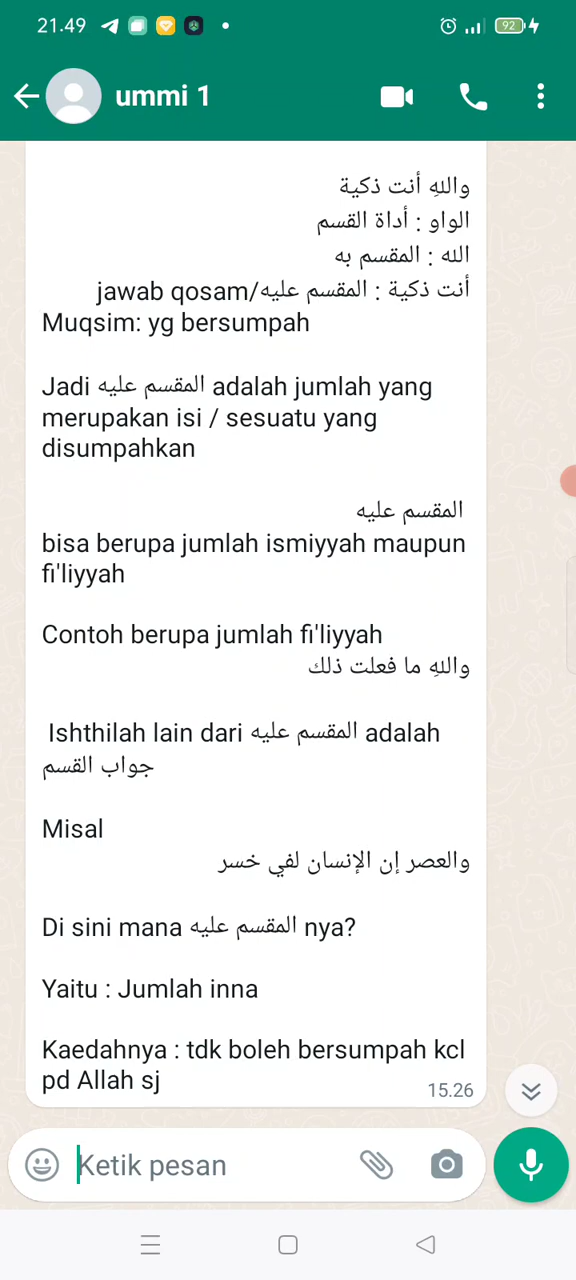 21.49
92
ummi 1
واللهِ أنت ذكية
الواو : أداة القسم
الله : المقسم به
أنت ذكية : المقسم عليه/jawab qosam
Muqsim: yg bersumpah
Jadi المقسم عليه adalah jumlah yang
merupakan isi / sesuatu yang
disumpahkan
المقسم عليه
bisa berupa jumlah ismiyyah maupun
fi'liyyah
Contoh berupa jumlah fi'liyyah
واللهِ ما فعلت ذلك
Ishthilah lain dari المقسم عليه adalah
جواب القسم
Misal
والعصر إن الإنسان لفي خسر
Di sini mana المقسم عليه nya?
Yaitu : Jumlah inna
Kaedahnya : tdk boleh bersumpah kcl
pd Allah sj
15.26
Ketik pesan